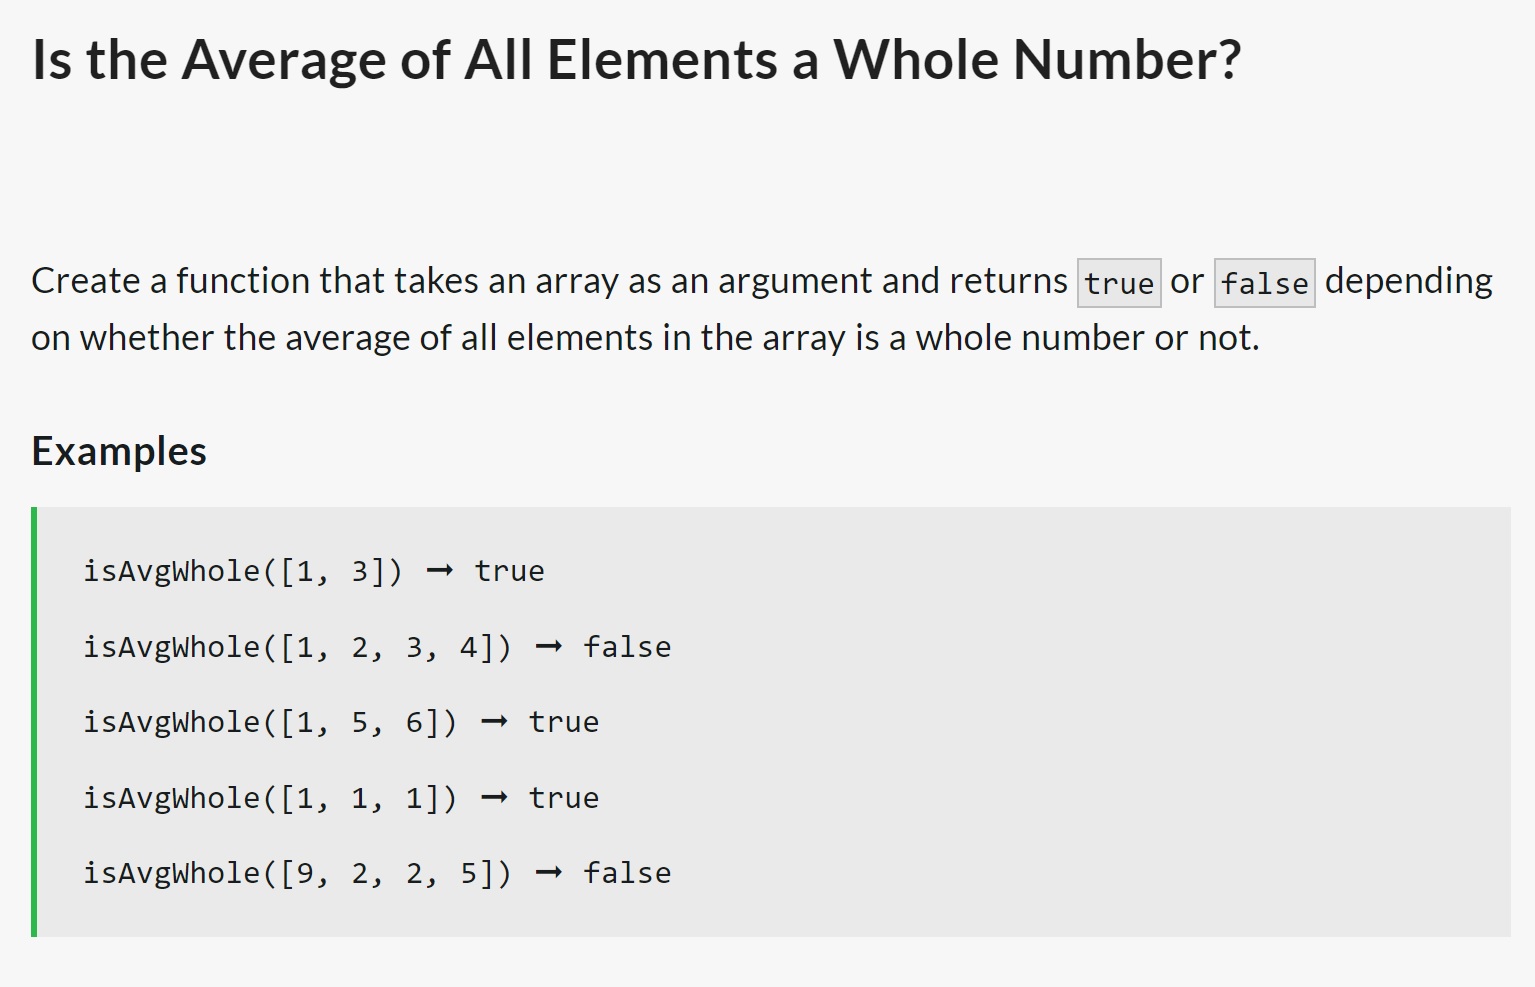 Is the Average of All Elements a Whole Number?
Create a function that takes an array as an argument and returns true or false depending
on whether the average of all elements in the array is a whole number or not.
Examples
isAvgWhole([1, 3]) ➞ true
isAvgWhole([1, 2, 3, 4]) ➞ false
isAvgWhole([1, 5, 6]) ➞ true
isAvgWhole([1, 1, 1]) ➞ true
isAvgWhole([9, 2, 2, 5]) ➞ false